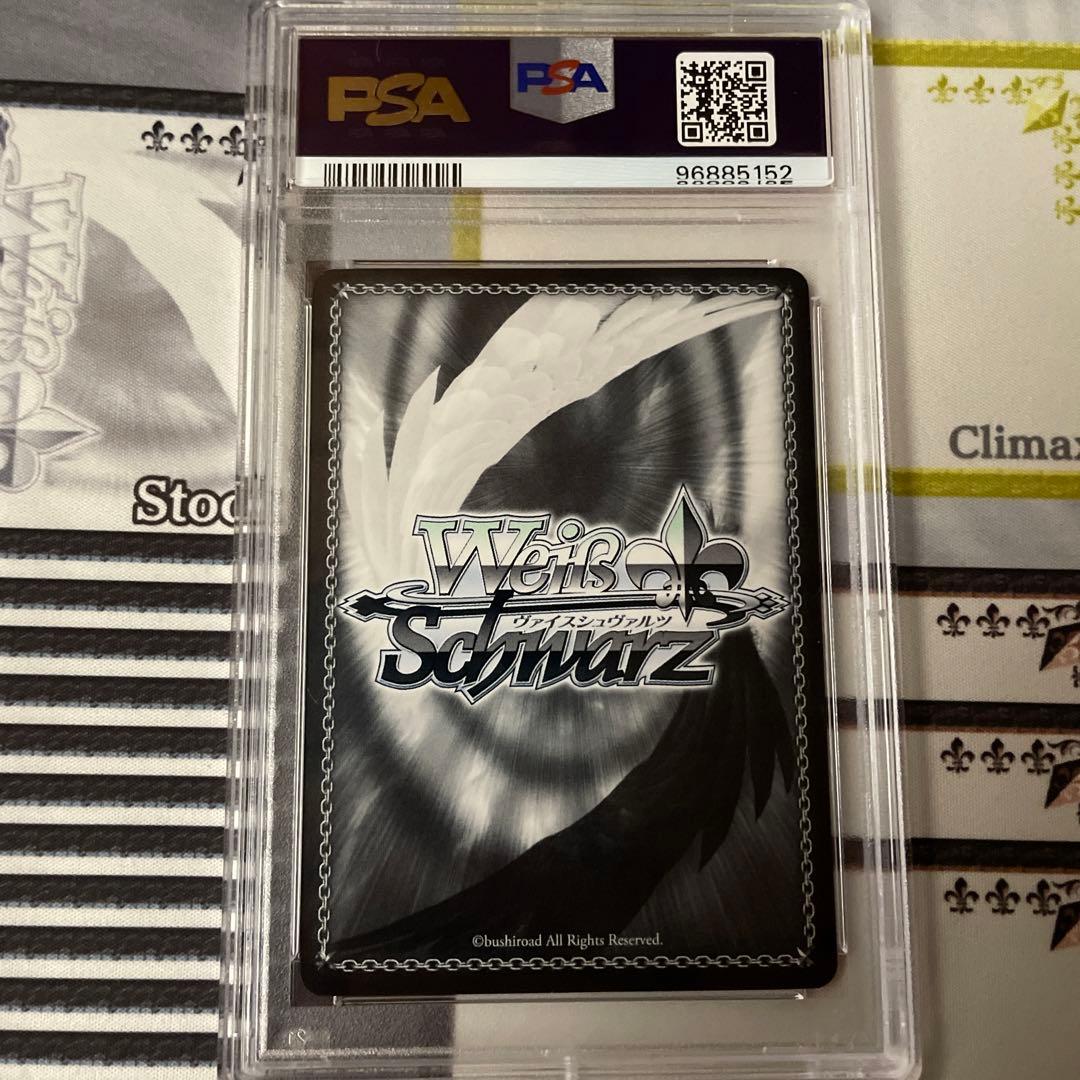 PSA
PSA
96885152
Stoc
Climax
Weiß
ヴァイスシュヴァルツ
Schwarz
©bushiroad All Rights Reserved.